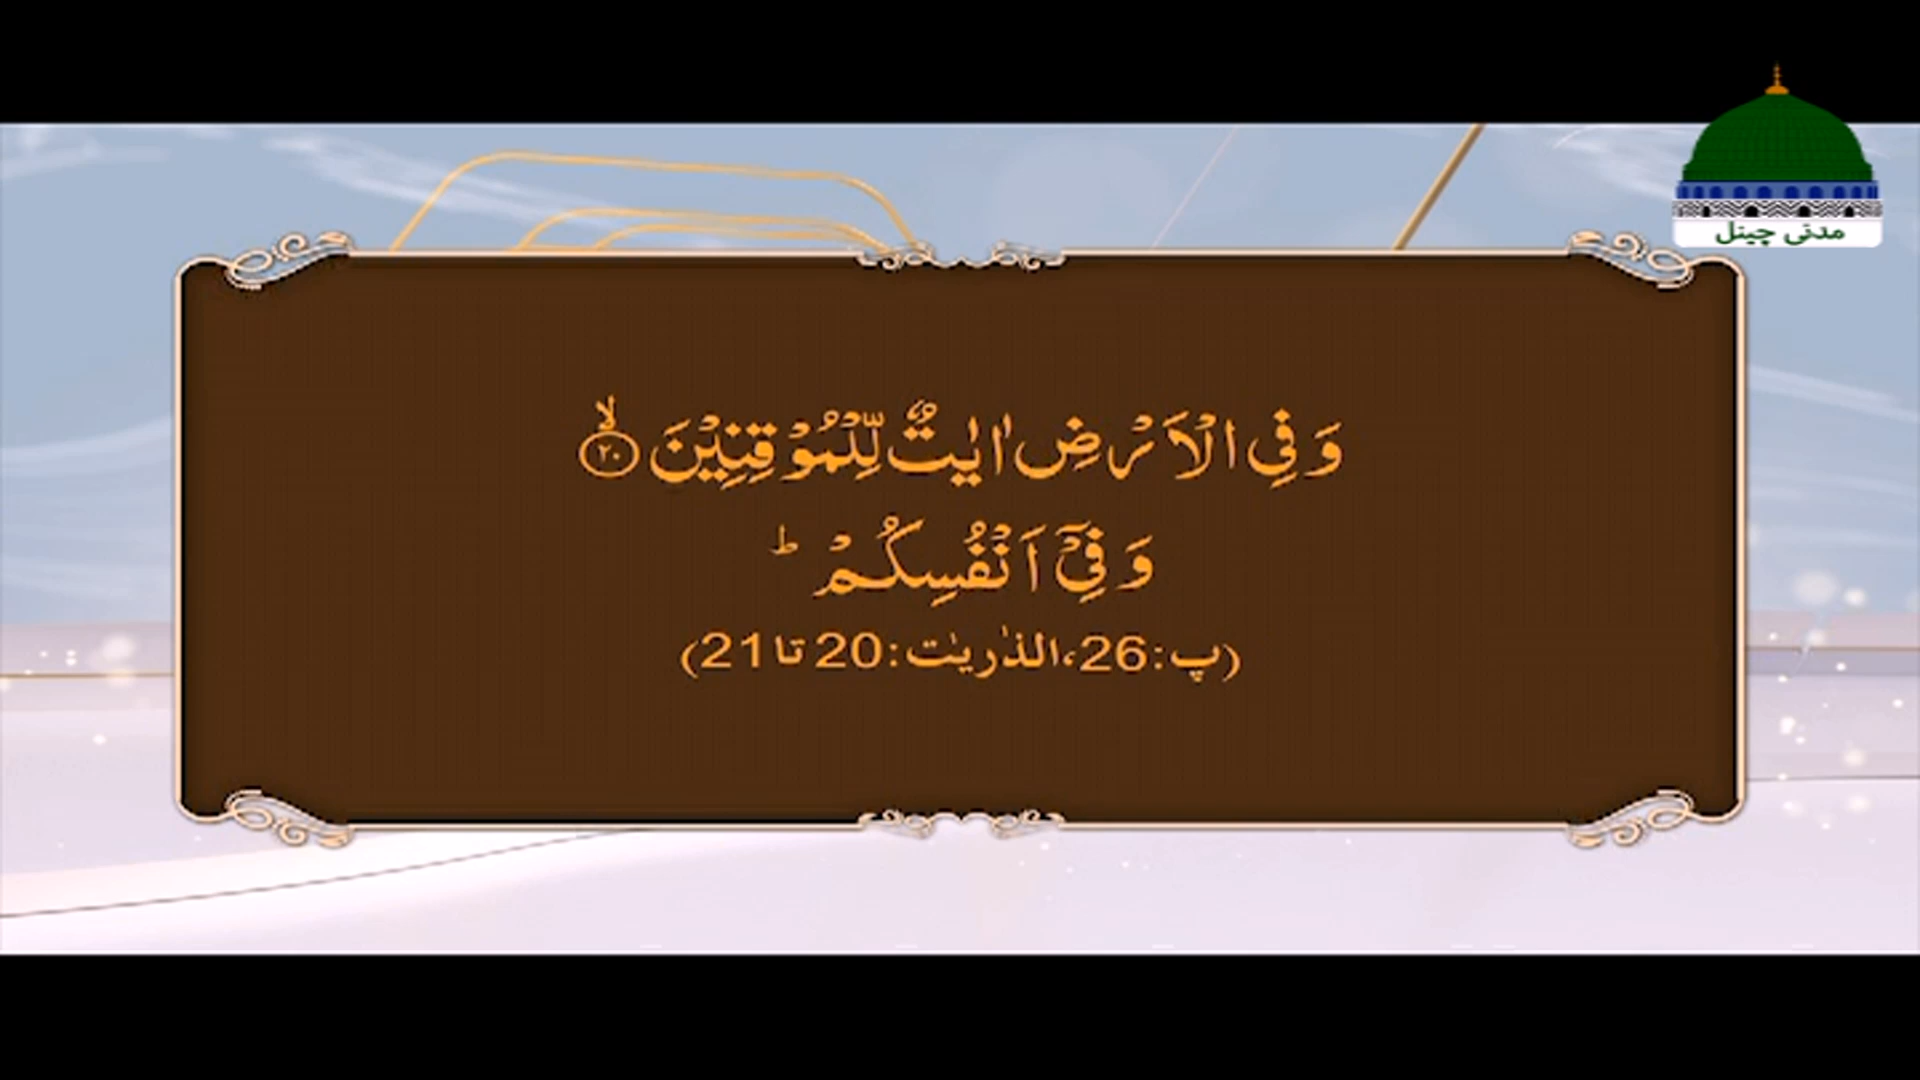 مدنی چینل
وَ فِی الْاَرْضِ اٰیٰتٌ لِّلْمُوْقِنِیْنَۙ۝۲۰
وَ فِیْۤ اَنْفُسِكُمْ ؕ
(پ:26،الذٰریٰت:20 تا 21)